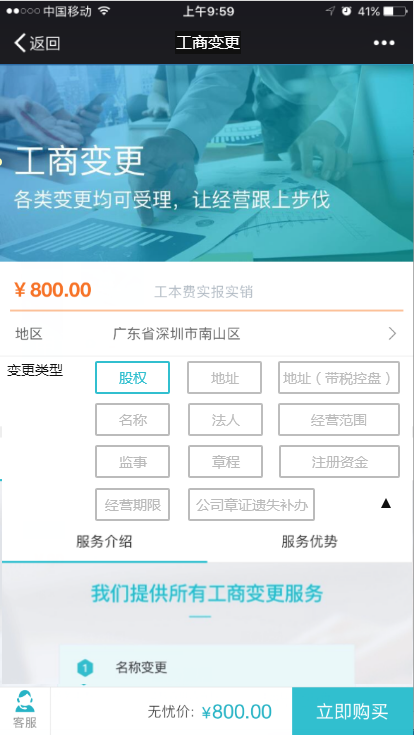 中国移动 上午9:59 41%
返回 工商变更 •••
工商变更
各类变更均可受理，让经营跟上步伐
¥800.00 工本费实报实销
地区 广东省深圳市南山区
变更类型 股权 地址 地址（带税控盘）
名称 法人 经营范围
监事 章程 注册资金
经营期限 公司章证遗失补办 ▲
服务介绍 服务优势
我们提供所有工商变更服务
1 名称变更
客服 无忧价: ¥800.00 立即购买